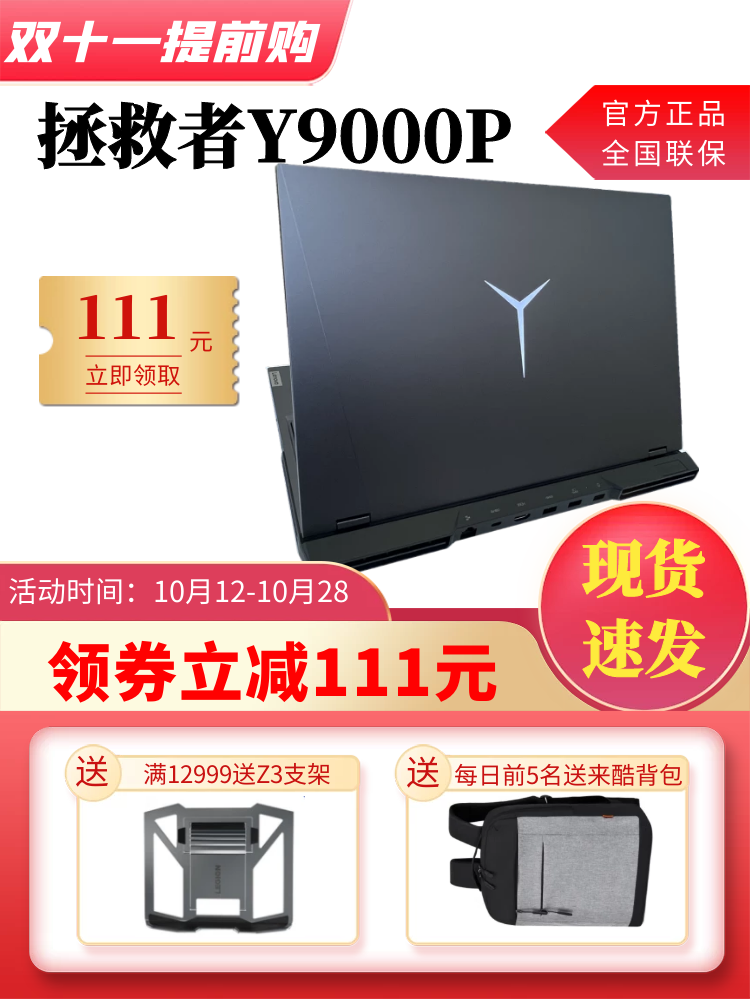 双十一提前购
拯救者Y9000P
官方正品
全国联保
111元
立即领取
活动时间：10月12-10月28
现货
速发
领券立减111元
送
满12999送Z3支架
送
每日前5名送来酷背包
LEGION